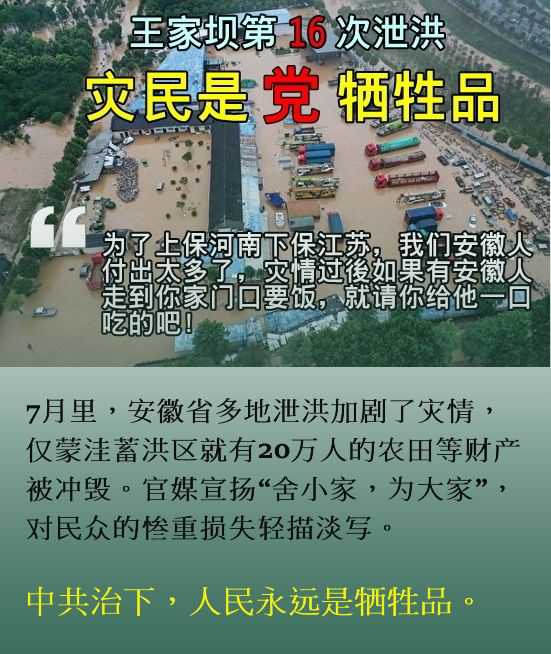 王家坝第 16 次泄洪
灾民是 党 牺牲品
“
为了上保河南下保江苏，我们安徽人
付出太多了，灾情过後如果有安徽人
走到你家门口要饭，就请你给他一口
吃的吧！
7月里，安徽省多地泄洪加剧了灾情，
仅蒙洼蓄洪区就有20万人的农田等财产
被冲毁。官媒宣扬“舍小家，为大家”，
对民众的惨重损失轻描淡写。
中共治下，人民永远是牺牲品。